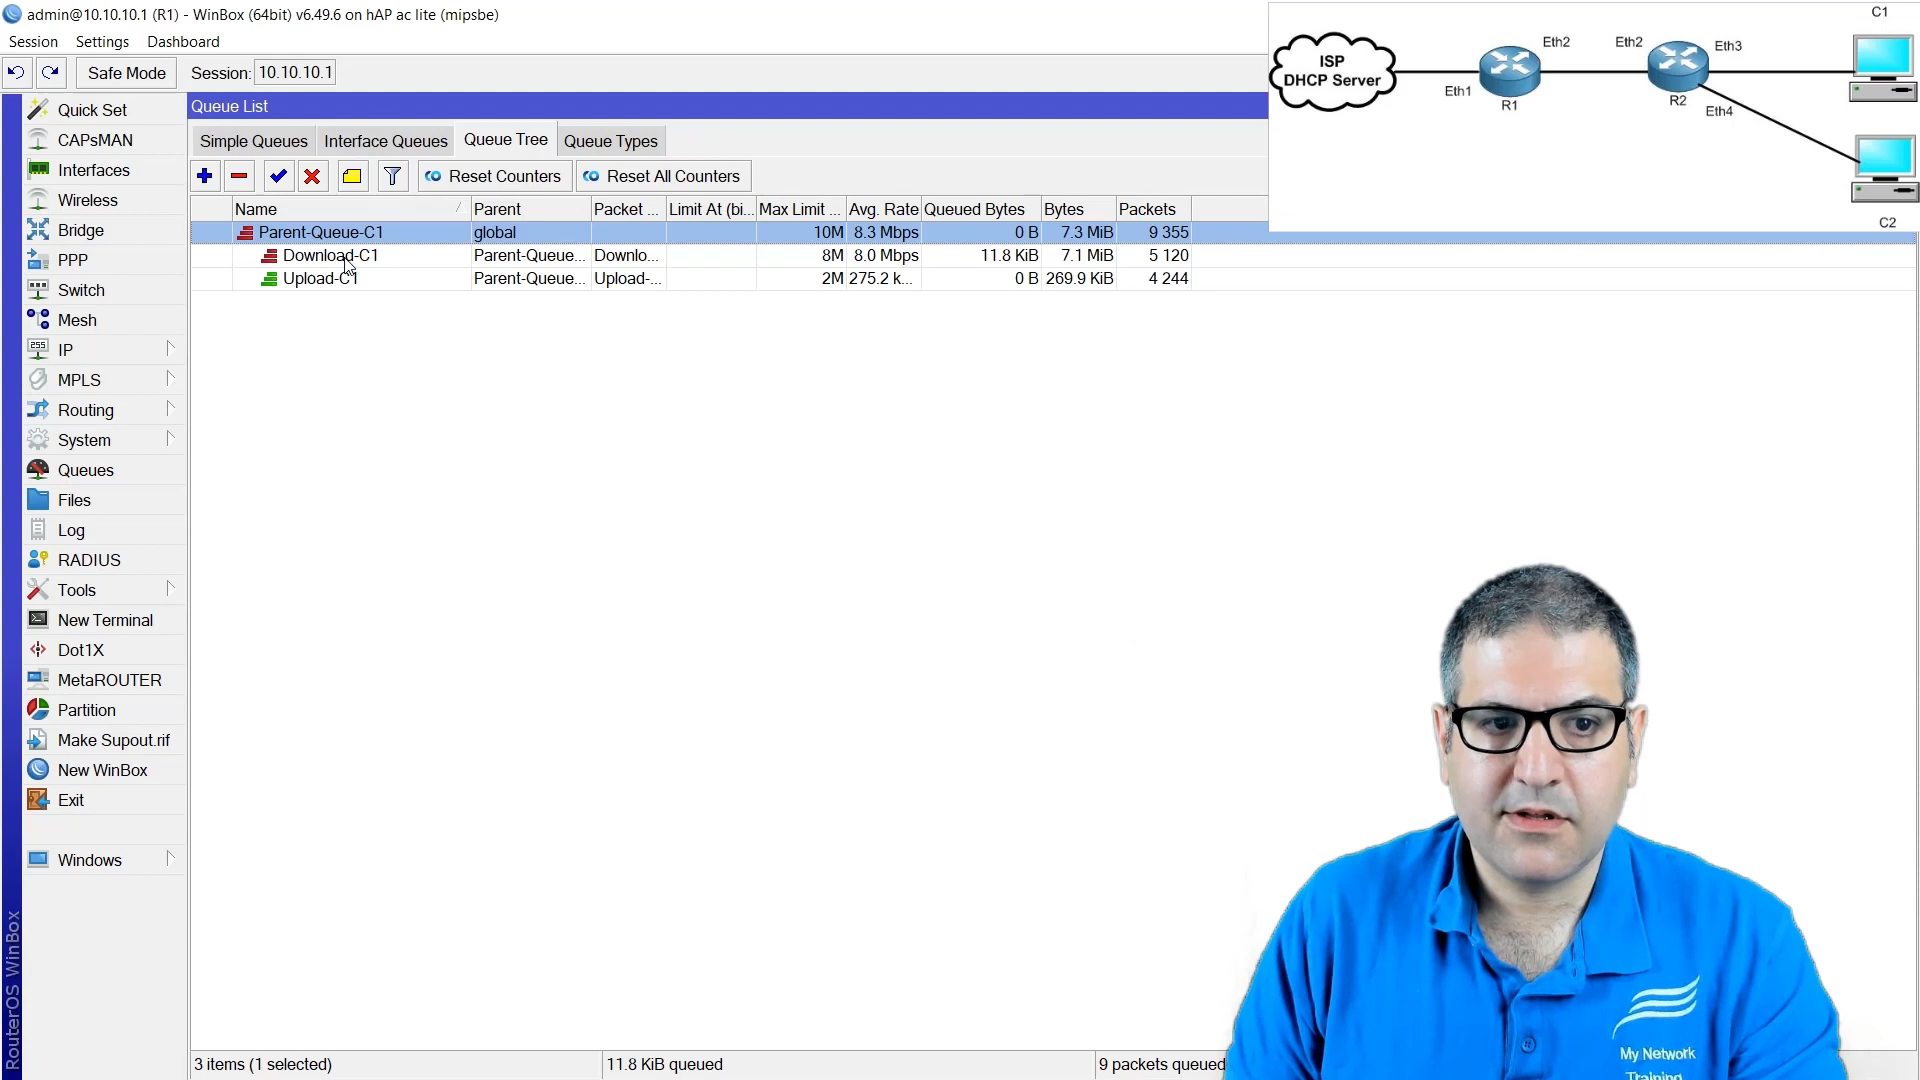 admin@10.10.10.1 (R1) - WinBox (64bit) v6.49.6 on hAP ac lite (mipsbe)
Session Settings Dashboard
Safe Mode Session: 10.10.10.1
Quick Set
CAPsMAN
Interfaces
Wireless
Bridge
PPP
Switch
Mesh
255 IP
MPLS
Routing
System
Queues
Files
Log
RADIUS
Tools
New Terminal
Dot1X
MetaROUTER
Partition
Make Supout.rif
New WinBox
Exit
Windows
RouterOS WinBox
Queue List
Simple Queues Interface Queues Queue Tree Queue Types
Reset Counters Reset All Counters
Name Parent Packet ... Limit At (bi... Max Limit ... Avg. Rate Queued Bytes Bytes Packets
Parent-Queue-C1 global 10M 8.3 Mbps 0 B 7.3 MiB 9 355
Download-C1 Parent-Queue... Downlo... 8M 8.0 Mbps 11.8 KiB 7.1 MiB 5 120
Upload-C1 Parent-Queue... Upload-... 2M 275.2 k... 0 B 269.9 KiB 4 244
3 items (1 selected) 11.8 KiB queued 9 packets queued
C1
ISP
DHCP Server
Eth1
R1
Eth2
Eth2
R2
Eth3
Eth4
C2
My Network
Training